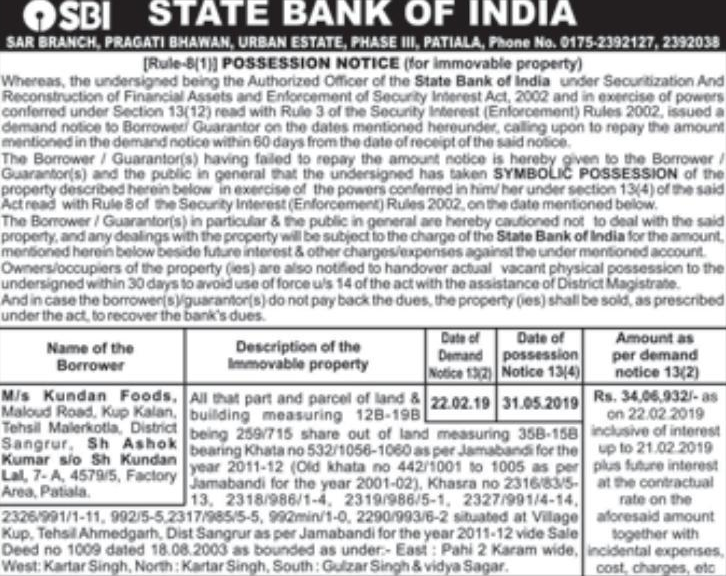 SBI STATE BANK OF INDIA
SAR BRANCH, PRAGATI BHAWAN, URBAN ESTATE, PHASE III, PATIALA, Phone No. 0175-2392127, 2392038
[Rule-8(1)] POSSESSION NOTICE (for immovable property)
Whereas, the undersigned being the Authorized Officer of the State Bank of India under Securitization And
Reconstruction of Financial Assets and Enforcement of Security Interest Act, 2002 and in exercise of powers
conferred under Section 13(12) read with Rule 3 of the Security Interest (Enforcement) Rules 2002, issued a
demand notice to Borrower/ Guarantor on the dates mentioned hereunder, calling upon to repay the amount
mentioned in the demand notice within 60 days from the date of receipt of the said notice.
The Borrower / Guarantor(s) having failed to repay the amount notice is hereby given to the Borrower /
Guarantor(s) and the public in general that the undersigned has taken SYMBOLIC POSSESSION of the
property described herein below in exercise of the powers conferred in him/ her under section 13(4) of the said
Act read with Rule 8 of the Security Interest (Enforcement) Rules 2002, on the date mentioned below.
The Borrower / Guarantor(s) in particular & the public in general are hereby cautioned not to deal with the said
property, and any dealings with the property will be subject to the charge of the State Bank of India for the amount,
mentioned herein below beside future interest & other charges/expenses against the under mentioned account.
Owners/occupiers of the property (ies) are also notified to handover actual vacant physical possession to the
undersigned within 30 days to avoid use of force u/s 14 of the act with the assistance of District Magistrate.
And in case the borrower(s)/guarantor(s) do not pay back the dues, the property (ies) shall be sold, as prescribed
under the act, to recover the bank's dues.
Name of the
Borrower
Description of the
Immovable property
Date of
Demand
Notice 13(2)
Date of
possession
Notice 13(4)
Amount as
per demand
notice 13(2)
M/s Kundan Foods,
Maloud Road, Kup Kalan,
Tehsil Malerkotla, District
Sangrur, Sh Ashok
Kumar s/o Sh Kundan
Lal, 7- A, 4579/5, Factory
Area, Patiala.
All that part and parcel of land &
building measuring 12B-19B
being 259/715 share out of land measuring 35B-15B
bearing Khata no 532/1056-1060 as per Jamabandi for the
year 2011-12 (Old khata no 442/1001 to 1005 as per
Jamabandi for the year 2001-02), Khasra no 2316/83/5-
13, 2318/986/1-4, 2319/986/5-1, 2327/991/4-14,
2326/991/1-11, 992/5-5,2317/985/5-5, 992min/1-0, 2290/993/6-2 situated at Village
Kup, Tehsil Ahmedgarh, Dist Sangrur as per Jamabandi for the year 2011-12 vide Sale
Deed no 1009 dated 18.08.2003 as bounded as under:- East : Pahi 2 Karam wide,
West: Kartar Singh, North : Kartar Singh, South : Gulzar Singh & vidya Sagar.
22.02.19
31.05.2019
Rs. 34,06,932/- as
on 22.02.2019
inclusive of interest
up to 21.02.2019
plus future interest
at the contractual
rate on the
aforesaid amount
together with
incidental expenses,
cost, charges, etc